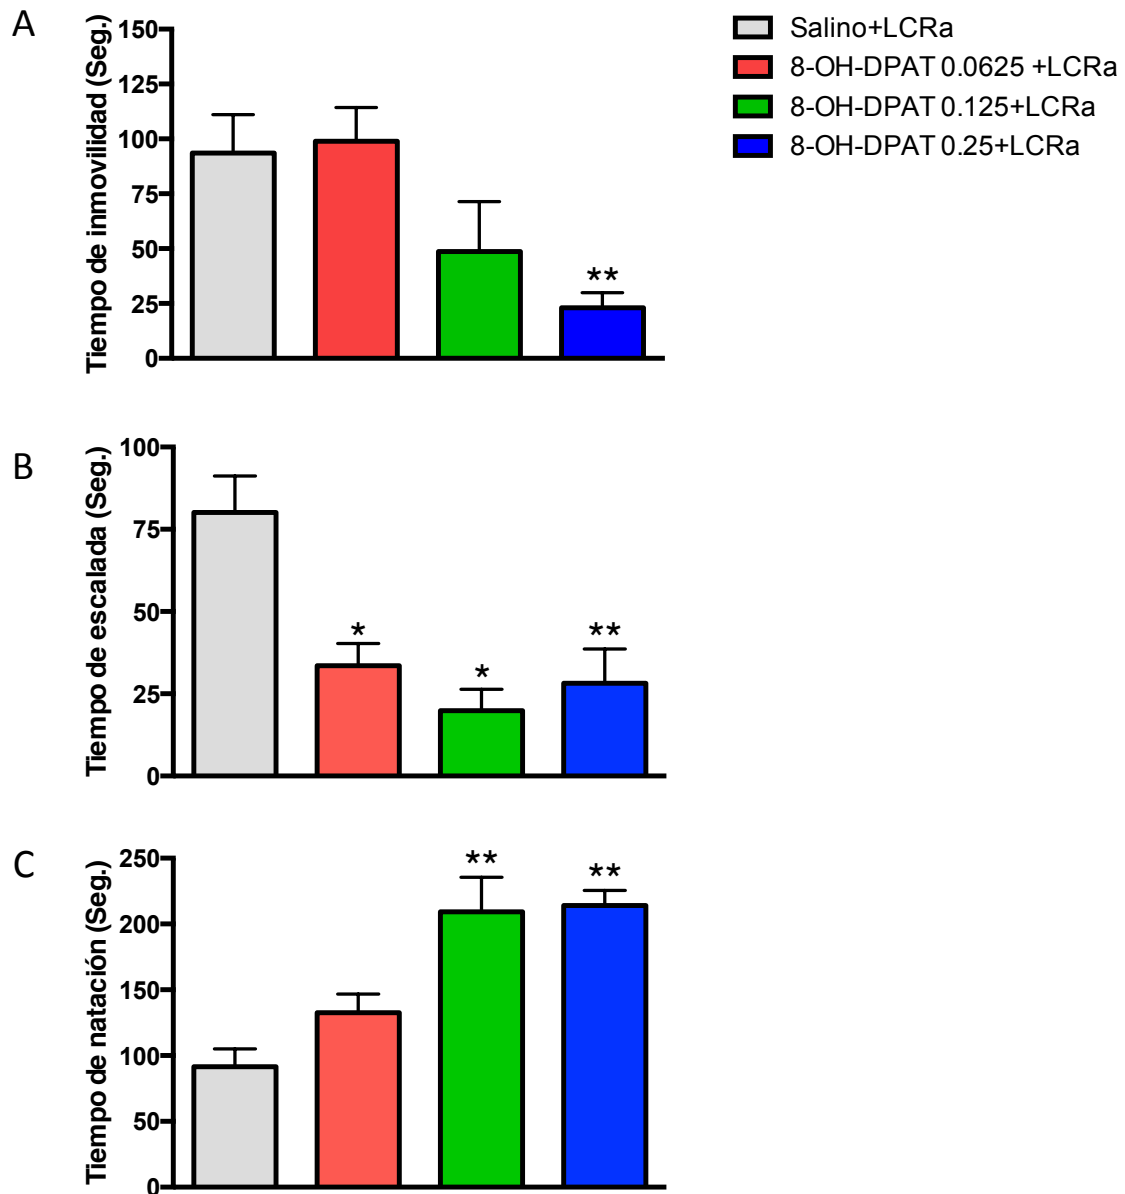 A
Tiempo de inmovilidad (Seg.)
150
125
100
75
50
25
0
**
Salino+LCRa
8-OH-DPAT 0.0625 +LCRa
8-OH-DPAT 0.125+LCRa
8-OH-DPAT 0.25+LCRa
B
Tiempo de escalada (Seg.)
100
75
50
25
0
*
*
**
C
Tiempo de natación (Seg.)
250
200
150
100
50
0
**
**